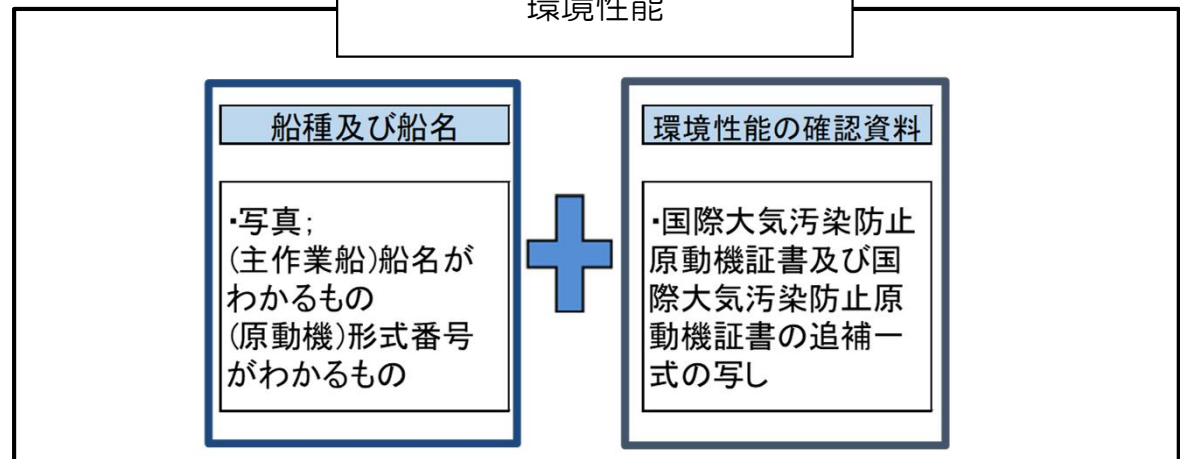 環境性能
船種及び船名
・写真;
(主作業船)船名が
わかるもの
(原動機)形式番号
がわかるもの
環境性能の確認資料
・国際大気汚染防止
原動機証書及び国
際大気汚染防止原
動機証書の追補一
式の写し